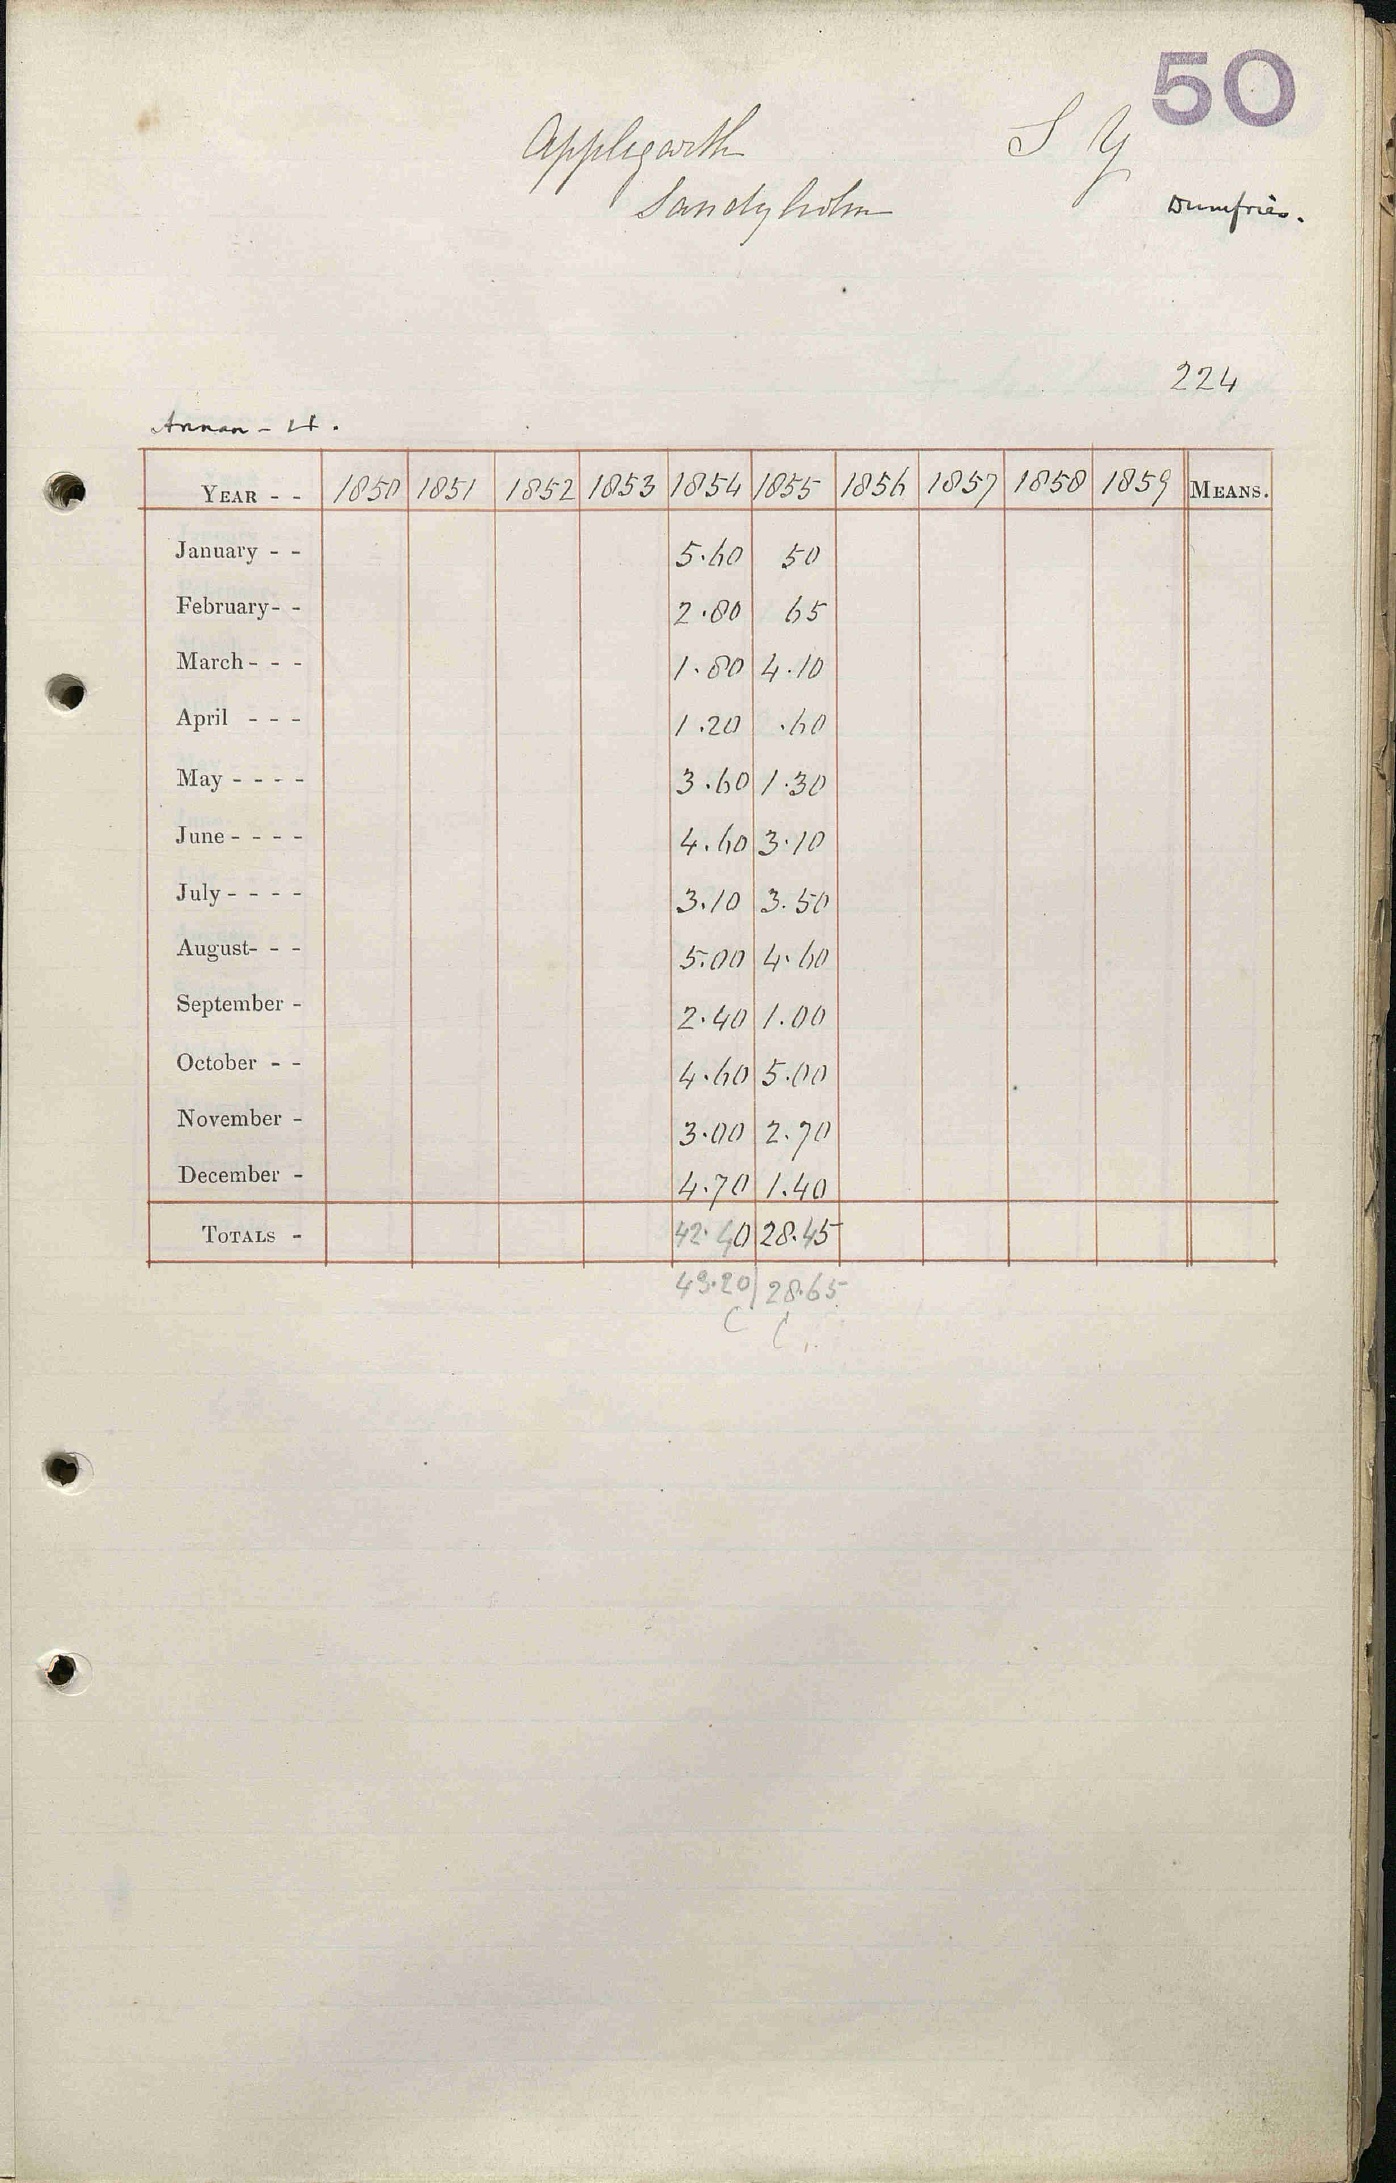 50
Applegarth S Y
Sandyholm Dumfries.
224
Annan - 4.
YEAR - - 1850 1851 1852 1853 1854 1855 1856 1857 1858 1859 MEANS.
January - - 5.60 50
February - - 2.80 65
March - - - 1.80 4.10
April - - - 1.20 .60
May - - - - 3.60 1.30
June - - - - 4.60 3.10
July - - - - 3.10 3.50
August - - - 5.00 4.60
September - 2.40 1.00
October - - 4.60 5.00
November - 3.00 2.70
December - 4.70 1.40
TOTALS - 42.40 28.45
43.20 28.65
C C